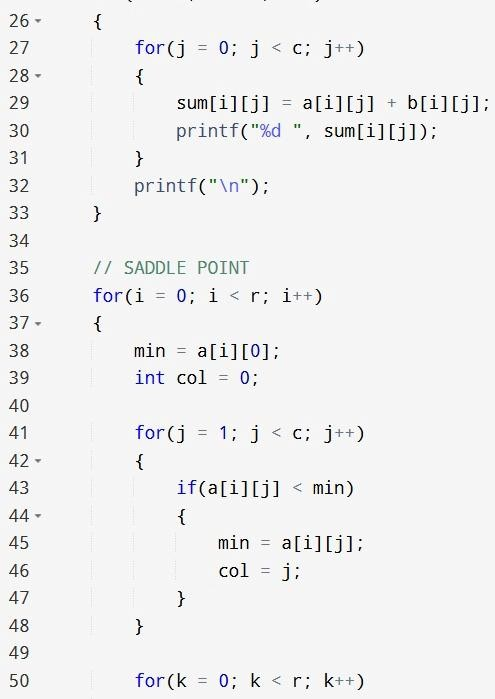 26 {
27 for(j = 0; j < c; j++)
28 {
29 sum[i][j] = a[i][j] + b[i][j];
30 printf("%d ", sum[i][j]);
31 }
32 printf("\n");
33 }
34
35 // SADDLE POINT
36 for(i = 0; i < r; i++)
37 {
38 min = a[i][0];
39 int col = 0;
40
41 for(j = 1; j < c; j++)
42 {
43 if(a[i][j] < min)
44 {
45 min = a[i][j];
46 col = j;
47 }
48 }
49
50 for(k = 0; k < r; k++)